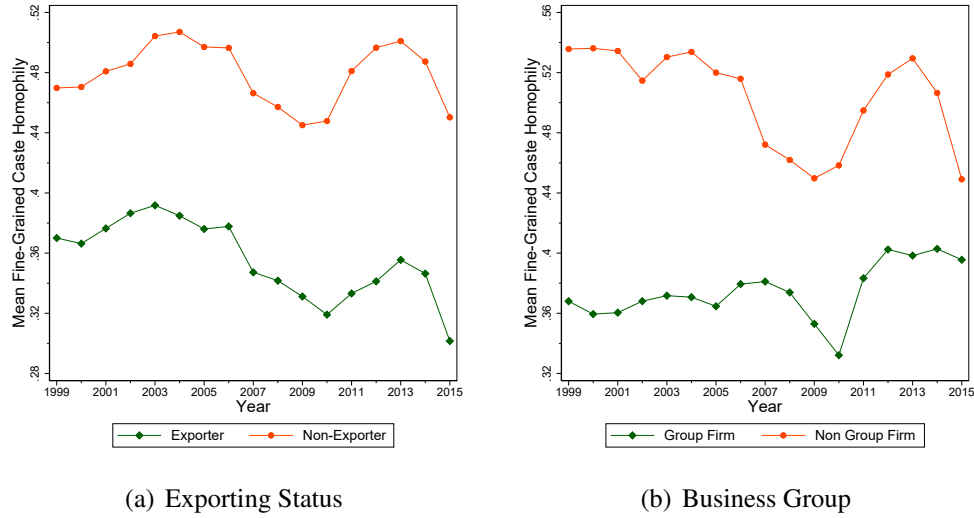 .52
.48
.44
.4
.36
.32
.28
Mean Fine-Grained Caste Homophily
1999 2001 2003 2005 2007 2009 2011 2013 2015
Year
Exporter Non-Exporter
(a) Exporting Status
.56
.52
.48
.44
.4
.36
.32
Mean Fine-Grained Caste Homophily
1999 2001 2003 2005 2007 2009 2011 2013 2015
Year
Group Firm Non Group Firm
(b) Business Group